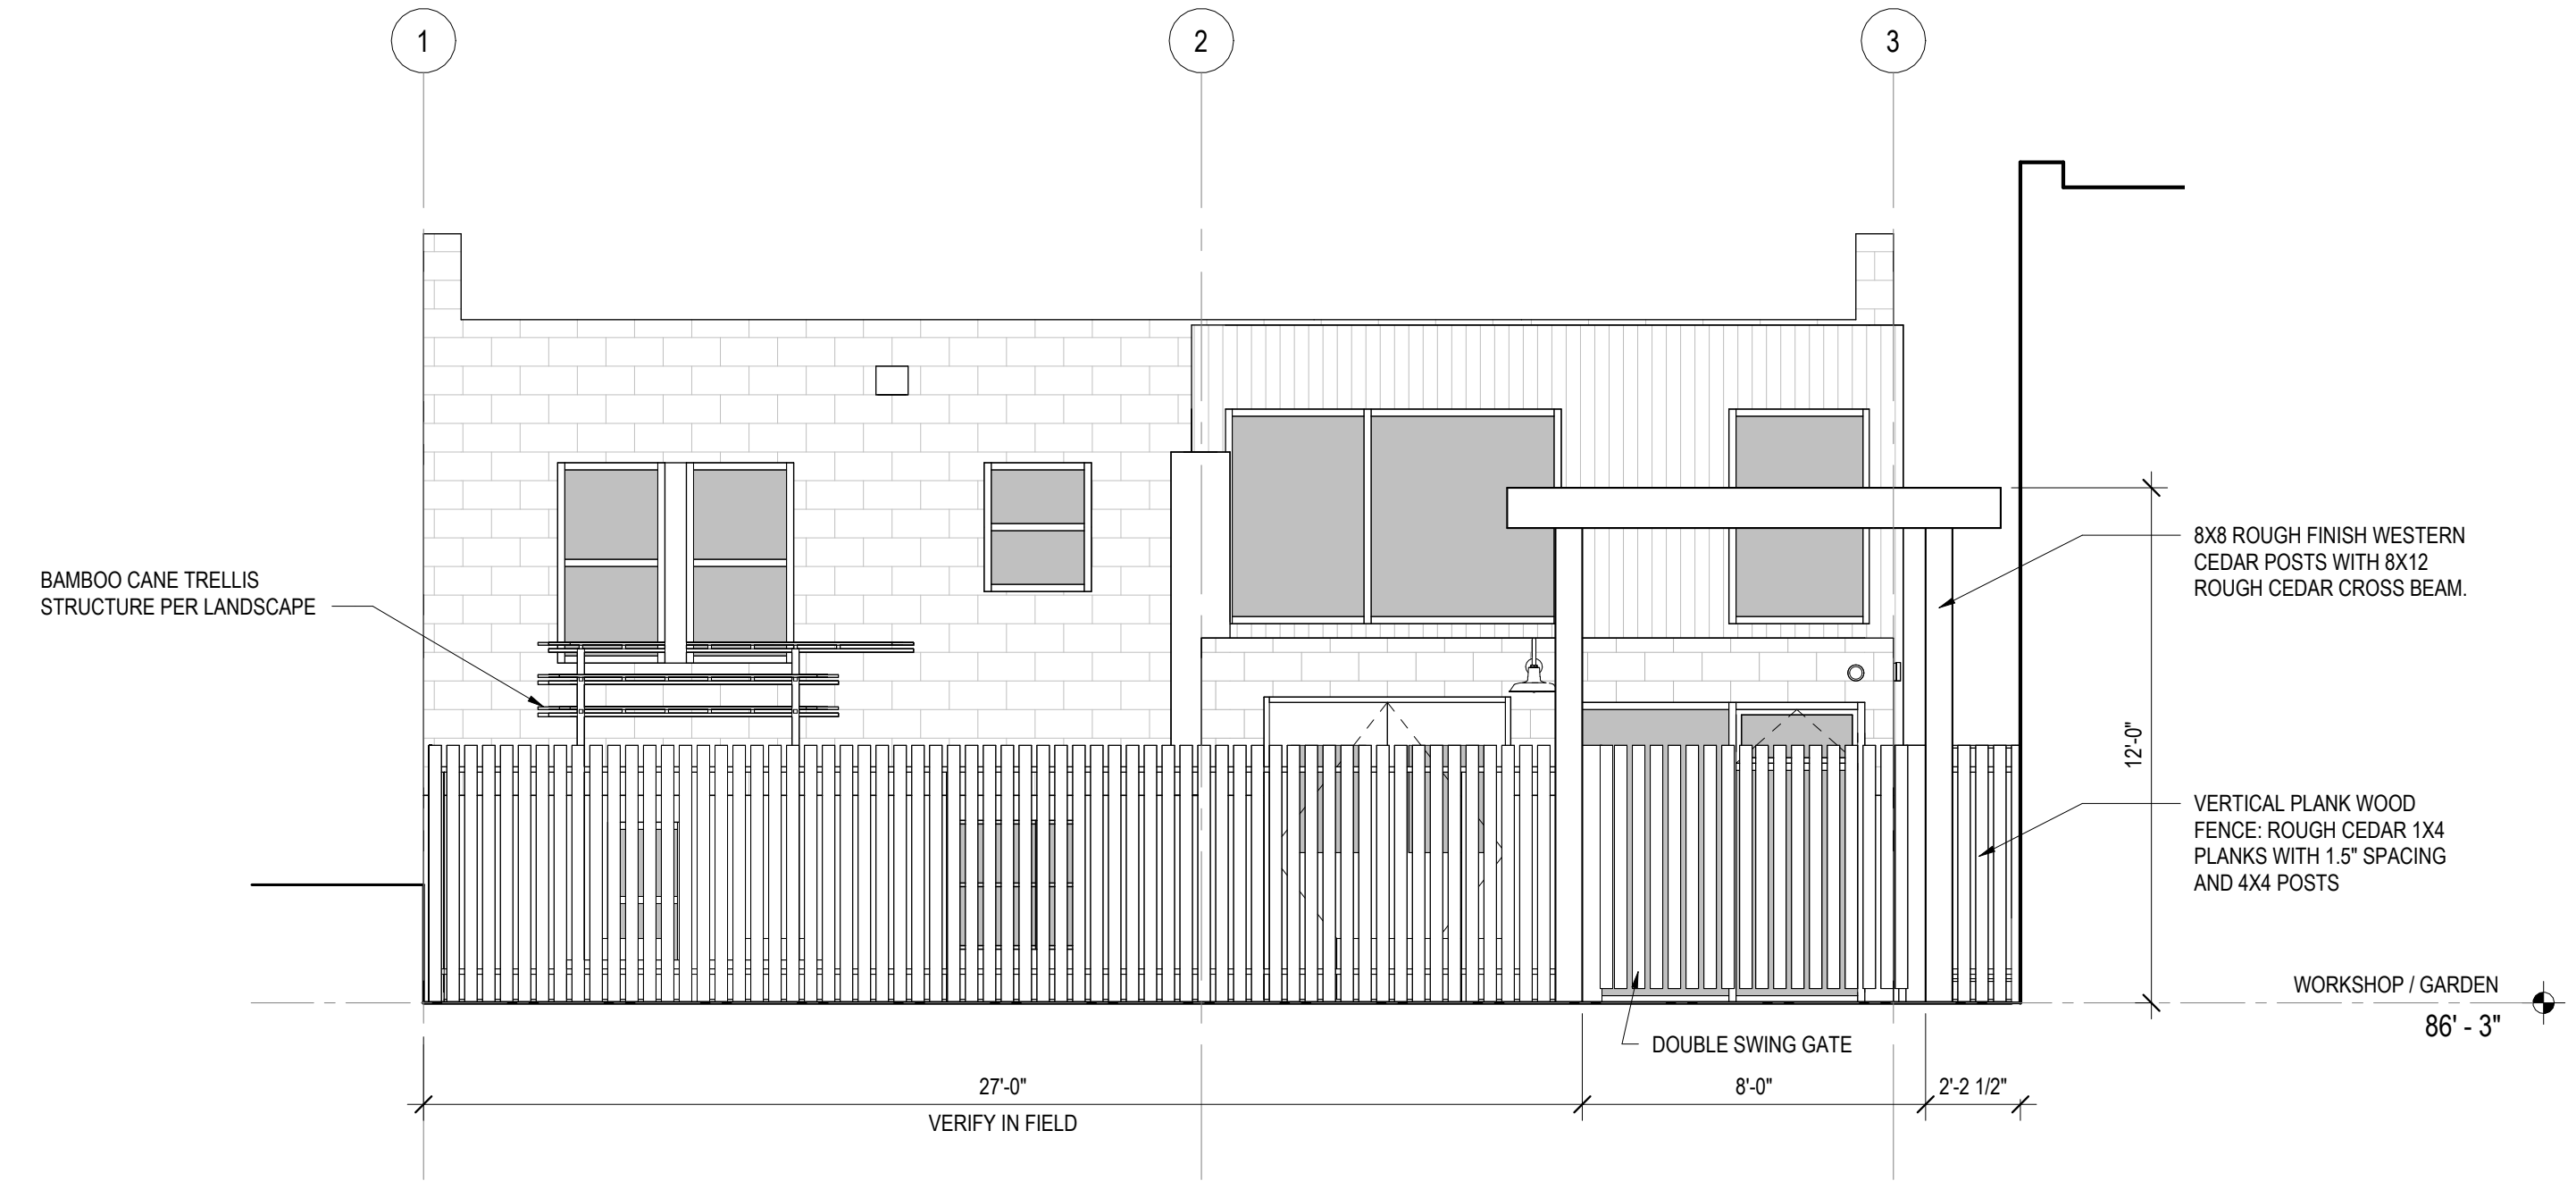 1
2
3
BAMBOO CANE TRELLIS
STRUCTURE PER LANDSCAPE
8X8 ROUGH FINISH WESTERN
CEDAR POSTS WITH 8X12
ROUGH CEDAR CROSS BEAM.
12'-0"
VERTICAL PLANK WOOD
FENCE: ROUGH CEDAR 1X4
PLANKS WITH 1.5" SPACING
AND 4X4 POSTS
WORKSHOP / GARDEN
86' - 3"
DOUBLE SWING GATE
27'-0"
8'-0"
2'-2 1/2"
VERIFY IN FIELD